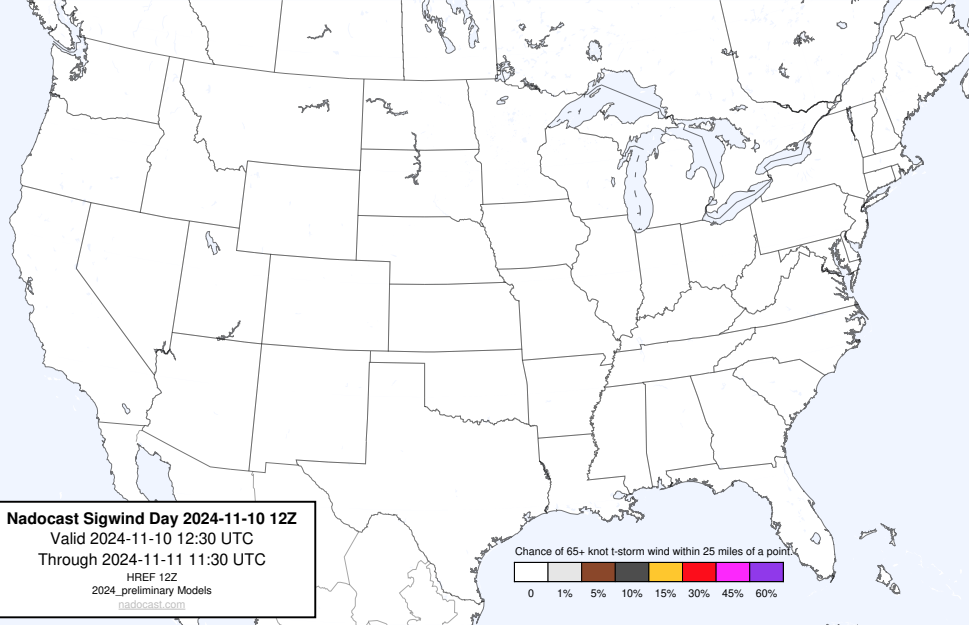 Nadocast Sigwind Day 2024-11-10 12Z
Valid 2024-11-10 12:30 UTC
Through 2024-11-11 11:30 UTC
HREF 12Z
2024_preliminary Models
nadocast.com
Chance of 65+ knot t-storm wind within 25 miles of a point.
0 1% 5% 10% 15% 30% 45% 60%